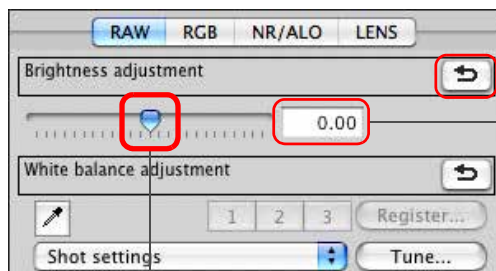 RAW RGB NR/ALO LENS
Brightness adjustment
0.00
White balance adjustment
1 2 3 Register...
Shot settings Tune...